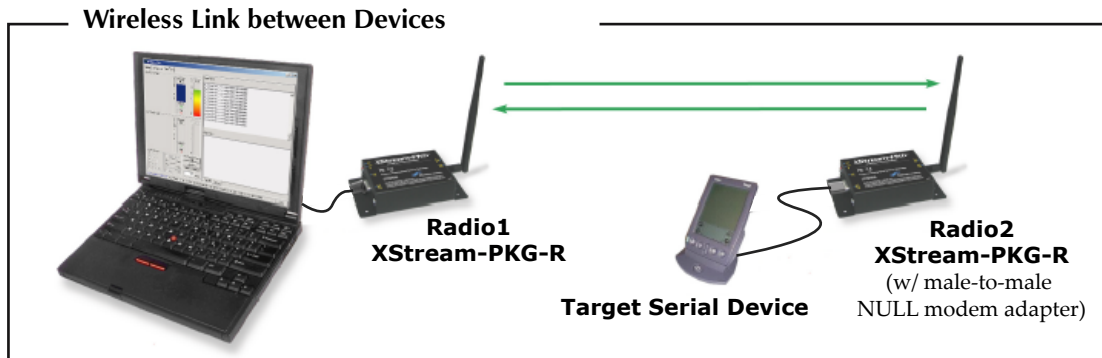 Wireless Link between Devices
Radio1
XStream-PKG-R
Target Serial Device
Radio2
XStream-PKG-R
(w/ male-to-male
NULL modem adapter)